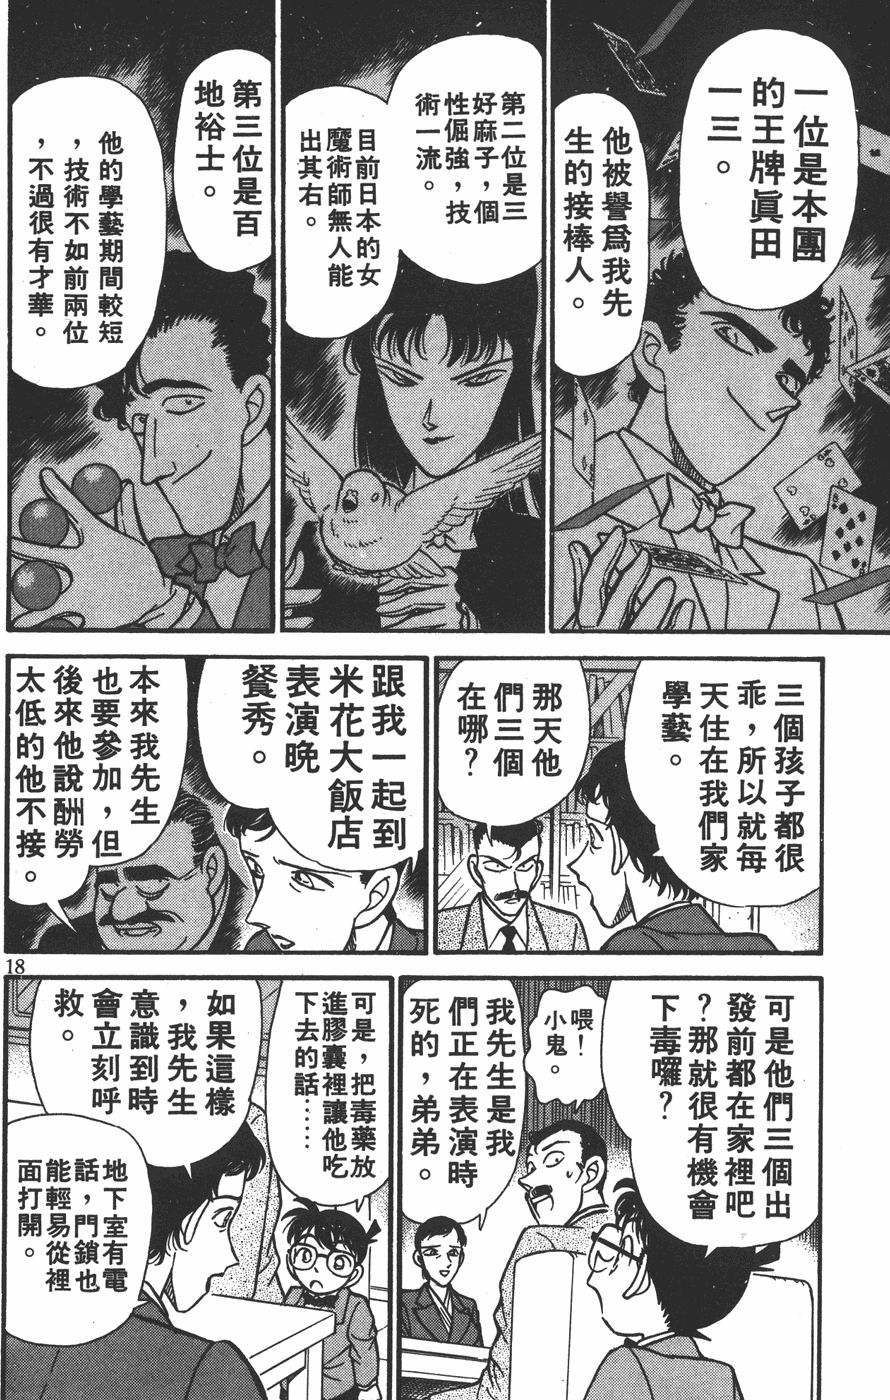 一位是本團
的王牌眞田
一三。
他被譽爲我先
生的接棒人。
第二位是三
好麻子，個
性倔強，技
術一流。
目前日本的女
魔術師無人能
出其右。
第三位是百
地裕士。
他的學藝期間較短
，技術不如前兩位
，不過很有才華。
三個孩子都很
乖，所以就每
天住在我們家
學藝。
那天他
們三個
在哪？
跟我一起到
米花大飯店
表演晚
餐秀。
本來我先生
也要參加，但
後來他說酬勞
太低的他不接。
18
可是他們三個出
發前都在家裡吧
？那就很有機會
下毒囉？
喂！
小鬼。
我先生是我
們正在表演時
死的，弟弟。
可是，把毒藥放
進膠囊裡讓他吃
下去的話……
如果這樣
，我先生
意識到時
會立刻呼
救。
地下室有電
話，門鎖也
能輕易從裡
面打開。